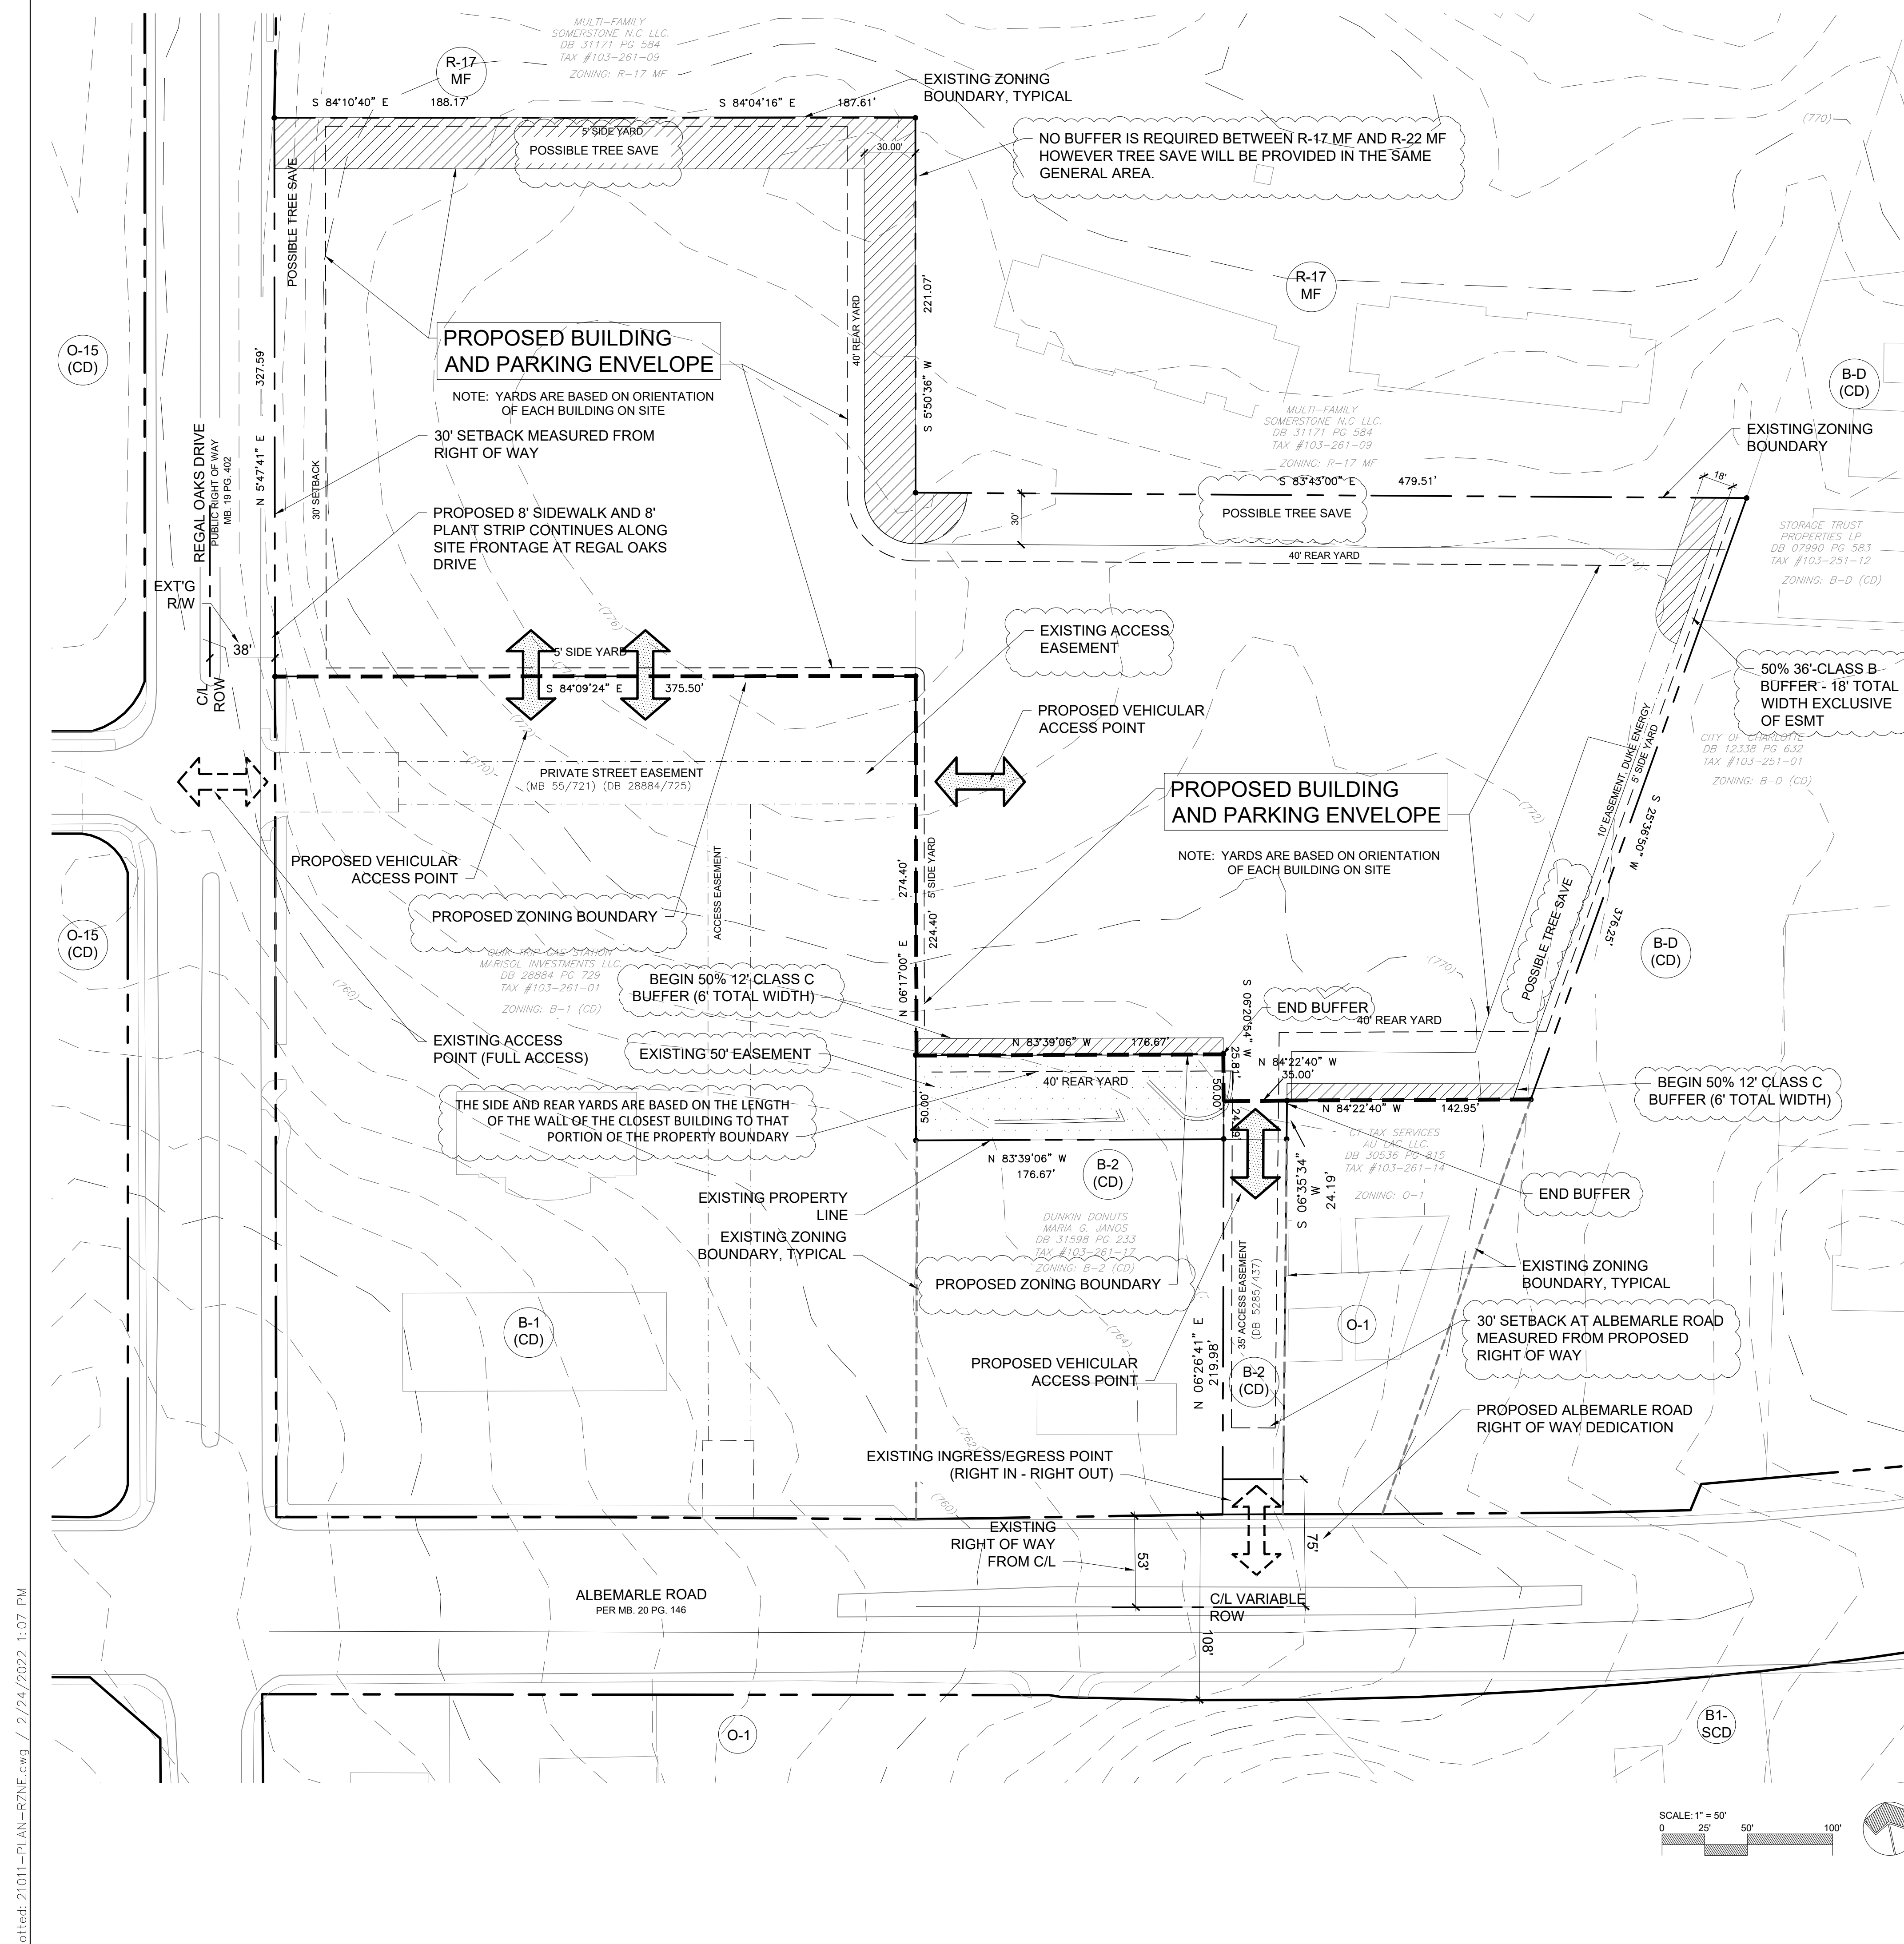 MULTI-FAMILY
SOMERSTONE N.C LLC.
DB 31171 PG 584
TAX #103-261-09
ZONING: R-17 MF
R-17
MF
S 84°10'40" E 188.17'
S 84°04'16" E 187.61'
EXISTING ZONING
BOUNDARY, TYPICAL
5' SIDE YARD
POSSIBLE TREE SAVE
30.00'
NO BUFFER IS REQUIRED BETWEEN R-17 MF AND R-22 MF
HOWEVER TREE SAVE WILL BE PROVIDED IN THE SAME
GENERAL AREA.
(770)
POSSIBLE TREE SAVE
R-17
MF
221.07'
S 5°50'36" W
40' REAR YARD
PROPOSED BUILDING
AND PARKING ENVELOPE
NOTE: YARDS ARE BASED ON ORIENTATION
OF EACH BUILDING ON SITE
O-15
(CD)
N 5°47'41" E 327.59'
REGAL OAKS DRIVE
PUBLIC RIGHT OF WAY
MB. 19 PG. 402
30' SETBACK
30' SETBACK MEASURED FROM
RIGHT OF WAY
B-D
(CD)
MULTI-FAMILY
SOMERSTONE N.C LLC.
DB 31171 PG 584
TAX #103-261-09
ZONING: R-17 MF
EXISTING ZONING
BOUNDARY
S 83°43'00" E 479.51'
18'
POSSIBLE TREE SAVE
30'
40' REAR YARD
PROPOSED 8' SIDEWALK AND 8'
PLANT STRIP CONTINUES ALONG
SITE FRONTAGE AT REGAL OAKS
DRIVE
STORAGE TRUST
PROPERTIES LP
DB 07990 PG 583
TAX #103-251-12
ZONING: B-D (CD)
(774)
EXT'G
R/W
38'
C/L
ROW
(776)
5' SIDE YARD
S 84°09'24" E 375.50'
EXISTING ACCESS
EASEMENT
50% 36'-CLASS B
BUFFER - 18' TOTAL
WIDTH EXCLUSIVE
OF ESMT
CITY OF CHARLOTTE
DB 12338 PG 632
TAX #103-251-01
ZONING: B-D (CD)
PROPOSED VEHICULAR
ACCESS POINT
(770)
PRIVATE STREET EASEMENT
(MB 55/721) (DB 28884/725)
10' EASEMENT, DUKE ENERGY
5' SIDE YARD
S 25°36'50" W 376.25'
PROPOSED BUILDING
AND PARKING ENVELOPE
(772)
NOTE: YARDS ARE BASED ON ORIENTATION
OF EACH BUILDING ON SITE
PROPOSED VEHICULAR
ACCESS POINT
ACCESS EASEMENT
N 06°17'00" E 274.40'
224.40'
5' SIDE YARD
POSSIBLE TREE SAVE
PROPOSED ZONING BOUNDARY
O-15
(CD)
QUIK TRIP GAS STATION
MARISOL INVESTMENTS LLC.
DB 28884 PG 729
TAX #103-261-01
ZONING: B-1 (CD)
(760)
B-D
(CD)
(770)
BEGIN 50% 12' CLASS C
BUFFER (6' TOTAL WIDTH)
S 06°20'54" W
25.81'
END BUFFER
40' REAR YARD
EXISTING ACCESS
POINT (FULL ACCESS)
EXISTING 50' EASEMENT
N 83°39'06" W 176.67'
40' REAR YARD
N 84°22'40" W
35.00'
50.00'
50.00'
N 84°22'40" W 142.95'
BEGIN 50% 12' CLASS C
BUFFER (6' TOTAL WIDTH)
THE SIDE AND REAR YARDS ARE BASED ON THE LENGTH
OF THE WALL OF THE CLOSEST BUILDING TO THAT
PORTION OF THE PROPERTY BOUNDARY
CT TAX SERVICES
AU LAC LLC.
DB 30536 PG 815
TAX #103-261-14
ZONING: O-1
N 83°39'06" W
176.67'
B-2
(CD)
S 06°35'34"
W
24.19'
END BUFFER
EXISTING PROPERTY
LINE
EXISTING ZONING
BOUNDARY, TYPICAL
DUNKIN DONUTS
MARIA G. JANOS
DB 31598 PG 233
TAX #103-261-17
ZONING: B-2 (CD)
PROPOSED ZONING BOUNDARY
35' ACCESS EASEMENT
(DB 5285/437)
EXISTING ZONING
BOUNDARY, TYPICAL
B-1
(CD)
O-1
30' SETBACK AT ALBEMARLE ROAD
MEASURED FROM PROPOSED
RIGHT OF WAY
(764)
N 06°26'41" E
219.98'
PROPOSED VEHICULAR
ACCESS POINT
B-2
(CD)
PROPOSED ALBEMARLE ROAD
RIGHT OF WAY DEDICATION
(762)
EXISTING INGRESS/EGRESS POINT
(RIGHT IN - RIGHT OUT)
(760)
EXISTING
RIGHT OF WAY
FROM C/L
53'
75'
ALBEMARLE ROAD
PER MB. 20 PG. 146
C/L VARIABLE
ROW
108'
O-1
B1-
SCD
SCALE: 1" = 50'
0 25' 50' 100'
otted: 21011-PLAN-RZNE.dwg / 2/24/2022 1:07 PM